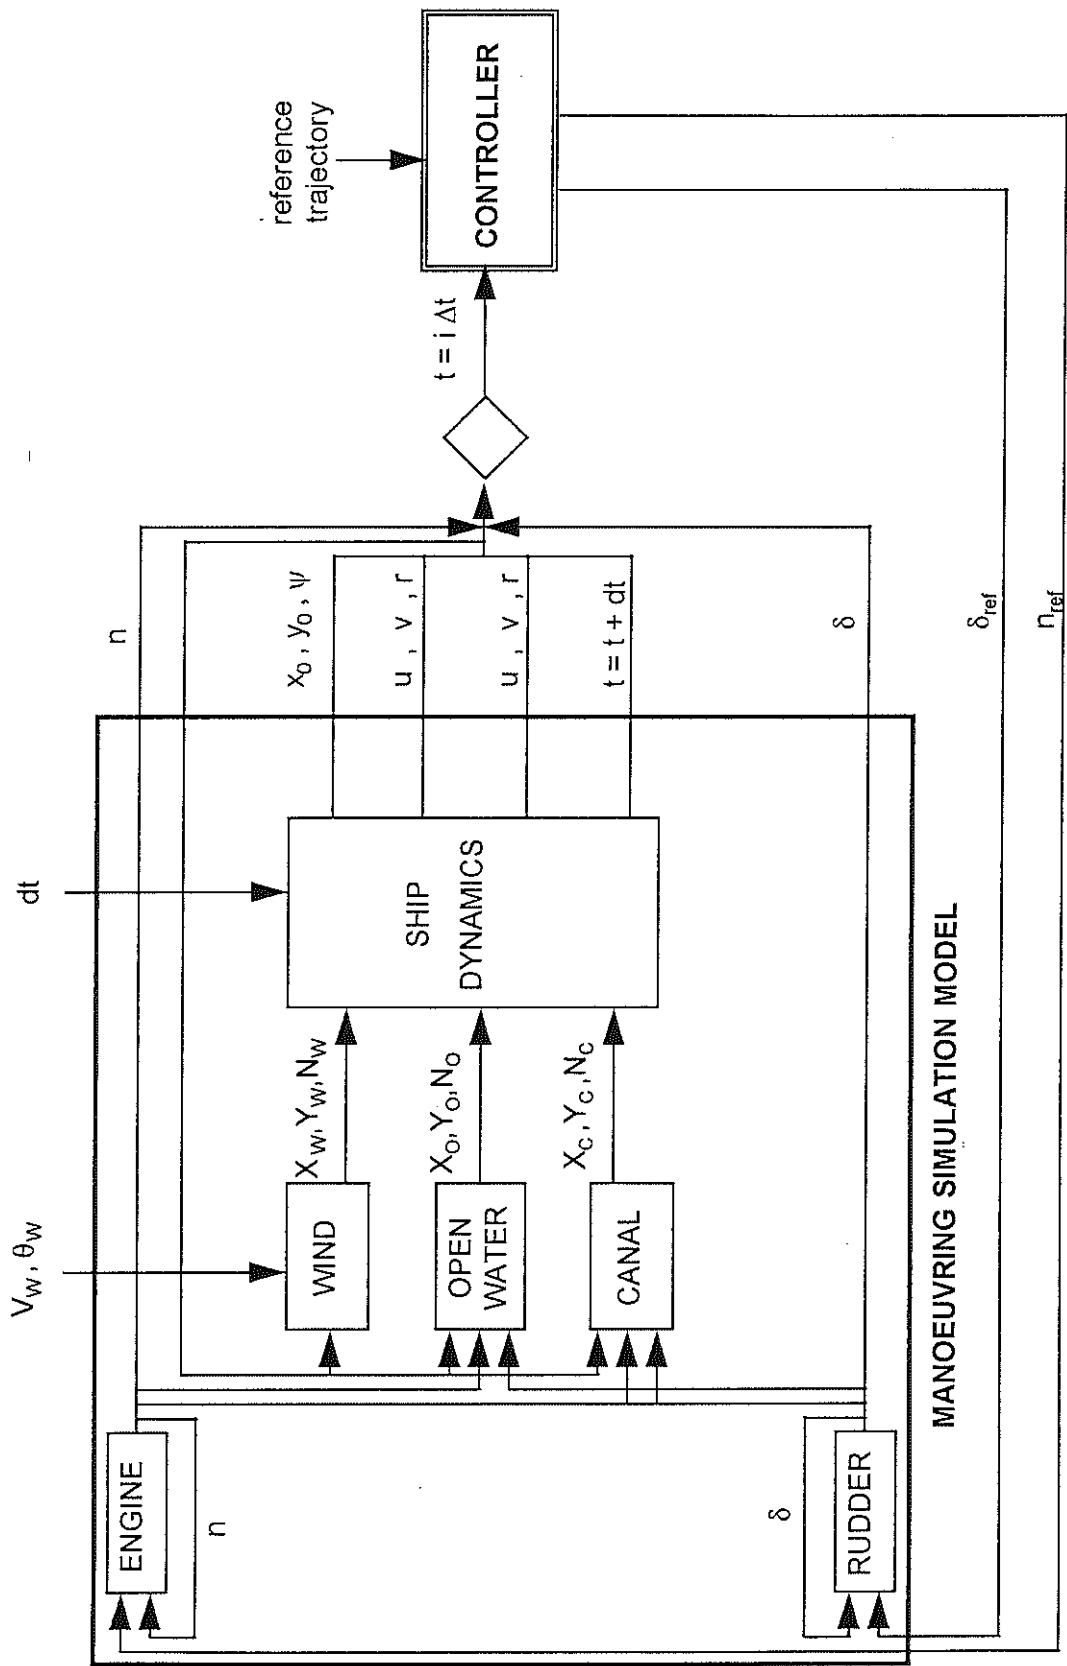 V_W , θ_W
dt
ENGINE
n
n
WIND
X_W,Y_W,N_W
OPEN
WATER
X_O,Y_O,N_O
CANAL
X_C,Y_C,N_C
SHIP
DYNAMICS
x_0 , y_0 , ψ
u , v , r
u , v , r
t = t + dt
t = i Δt
reference
trajectory
CONTROLLER
RUDDER
δ
δ
δ_ref
n_ref
MANOEUVRING SIMULATION MODEL